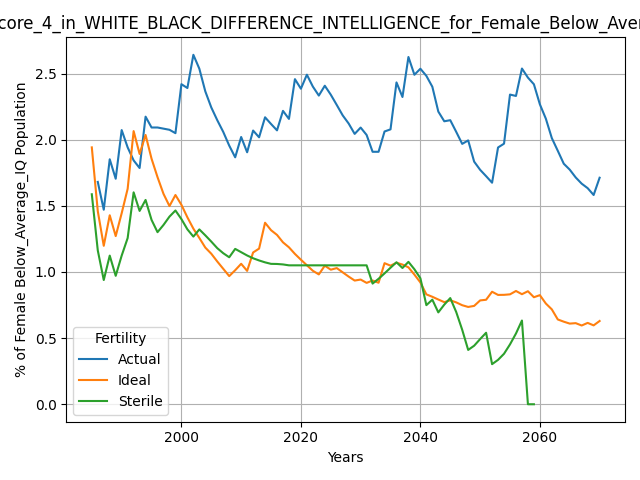 core_4_in_WHITE_BLACK_DIFFERENCE_INTELLIGENCE_for_Female_Below_Aver
% of Female Below_Average_IQ Population
2.5
2.0
1.5
1.0
0.5
0.0
Fertility
Actual
Ideal
Sterile
2000
2020
2040
2060
Years